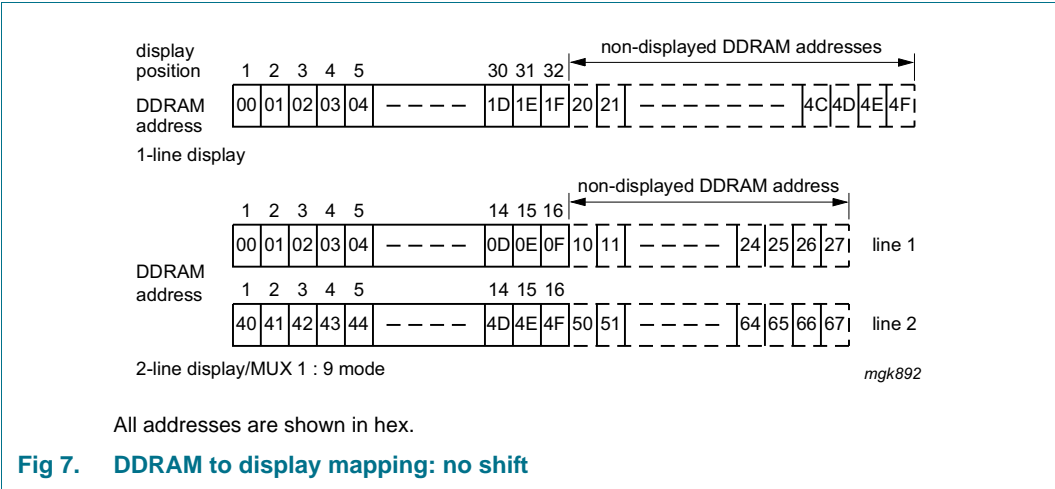 display
position 1 2 3 4 5 30 31 32 non-displayed DDRAM addresses
DDRAM
address 00 01 02 03 04 1D 1E 1F 20 21 4C 4D 4E 4F
1-line display
non-displayed DDRAM address
1 2 3 4 5 14 15 16
00 01 02 03 04 0D 0E 0F 10 11 24 25 26 27 line 1
DDRAM
address
1 2 3 4 5 14 15 16
40 41 42 43 44 4D 4E 4F 50 51 64 65 66 67 line 2
2-line display/MUX 1 : 9 mode
mgk892
All addresses are shown in hex.
Fig 7. DDRAM to display mapping: no shift